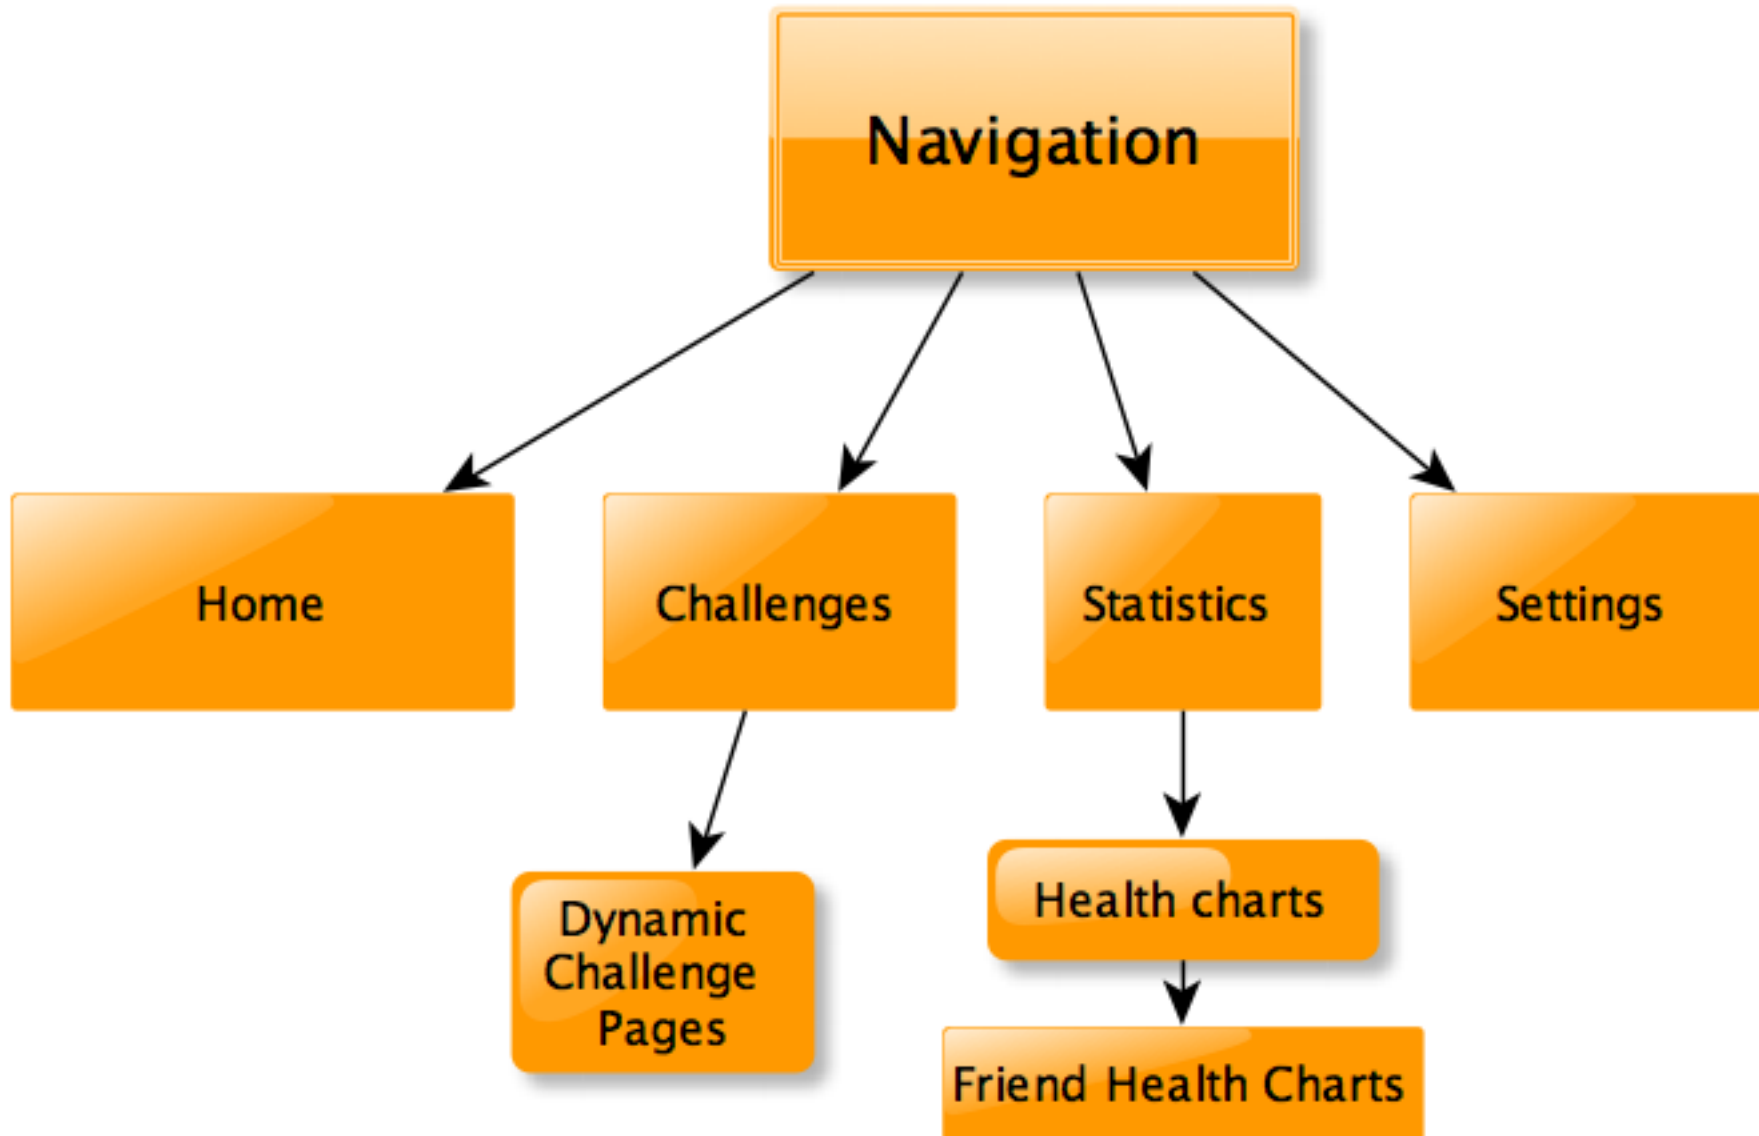 Navigation
Home
Challenges
Statistics
Settings
Dynamic
Challenge
Pages
Health charts
Friend Health Charts